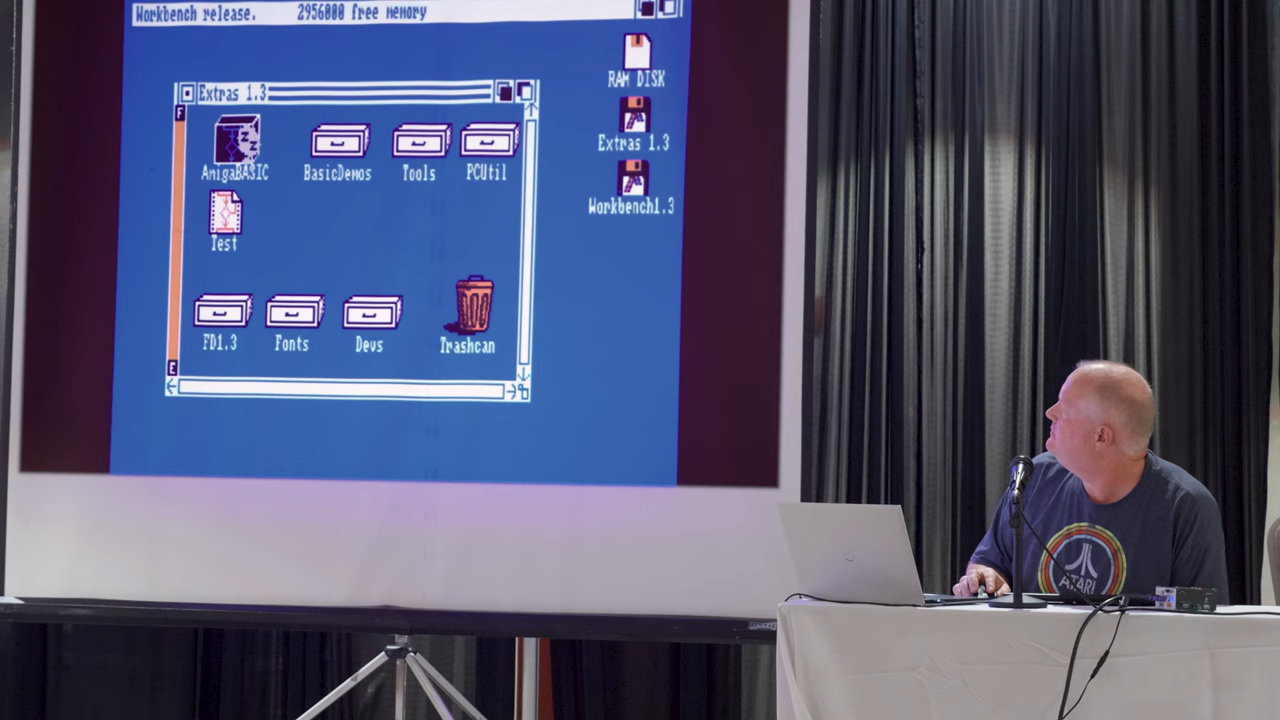 Workbench release. 2956000 free memory
RAM DISK
Extras 1.3
Extras 1.3
AmigaBASIC BasicDemos Tools PCUtil
Workbench1.3
Test
FD1.3 Fonts Devs Trashcan
F
E
ATARI